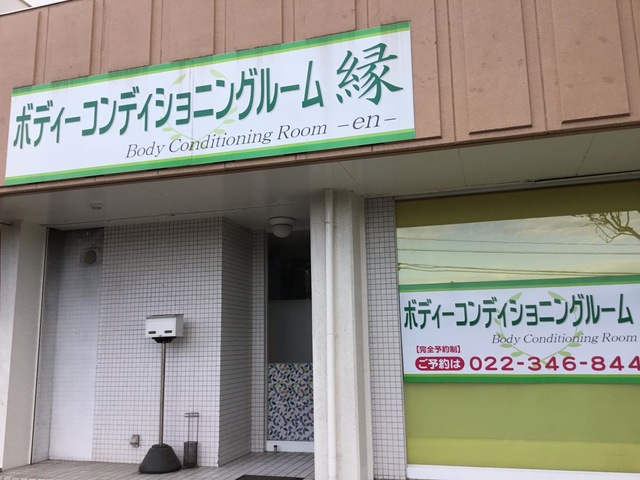 ボディーコンディショニングルーム 縁
Body Conditioning Room -en-
ボディーコンディショニングルーム
Body Conditioning Room
【完全予約制】
ご予約は 022-346-844